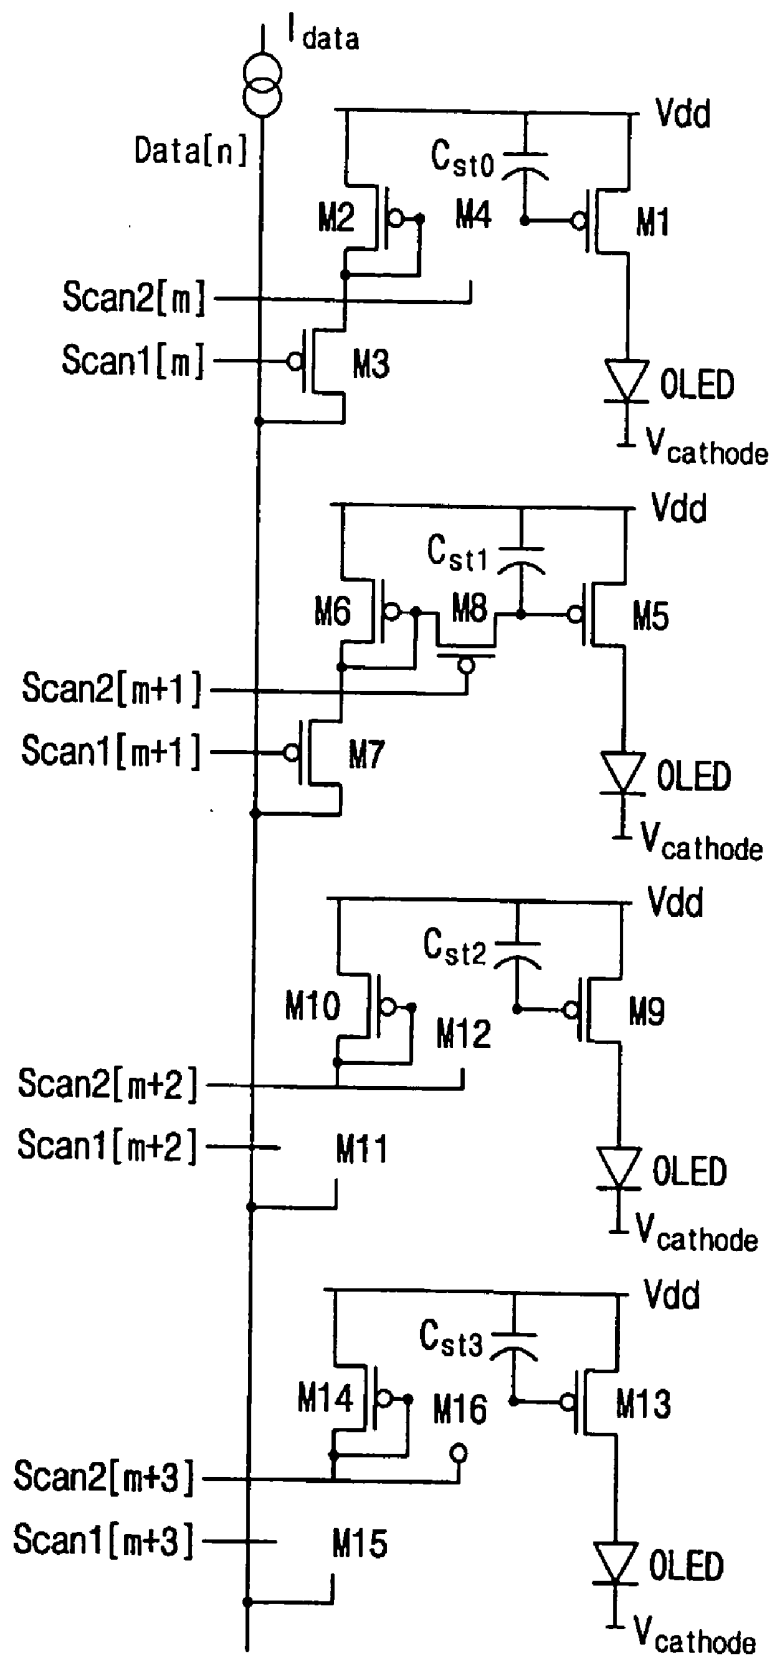 Idata
Data[n]
Vdd
Cst0
M2
M4
M1
Scan2[m]
Scan1[m]
M3
OLED
Vcathode
Vdd
Cst1
M6
M8
M5
Scan2[m+1]
Scan1[m+1]
M7
OLED
Vcathode
Vdd
Cst2
M10
M12
M9
Scan2[m+2]
Scan1[m+2]
M11
OLED
Vcathode
Vdd
Cst3
M14
M16
M13
Scan2[m+3]
Scan1[m+3]
M15
OLED
Vcathode